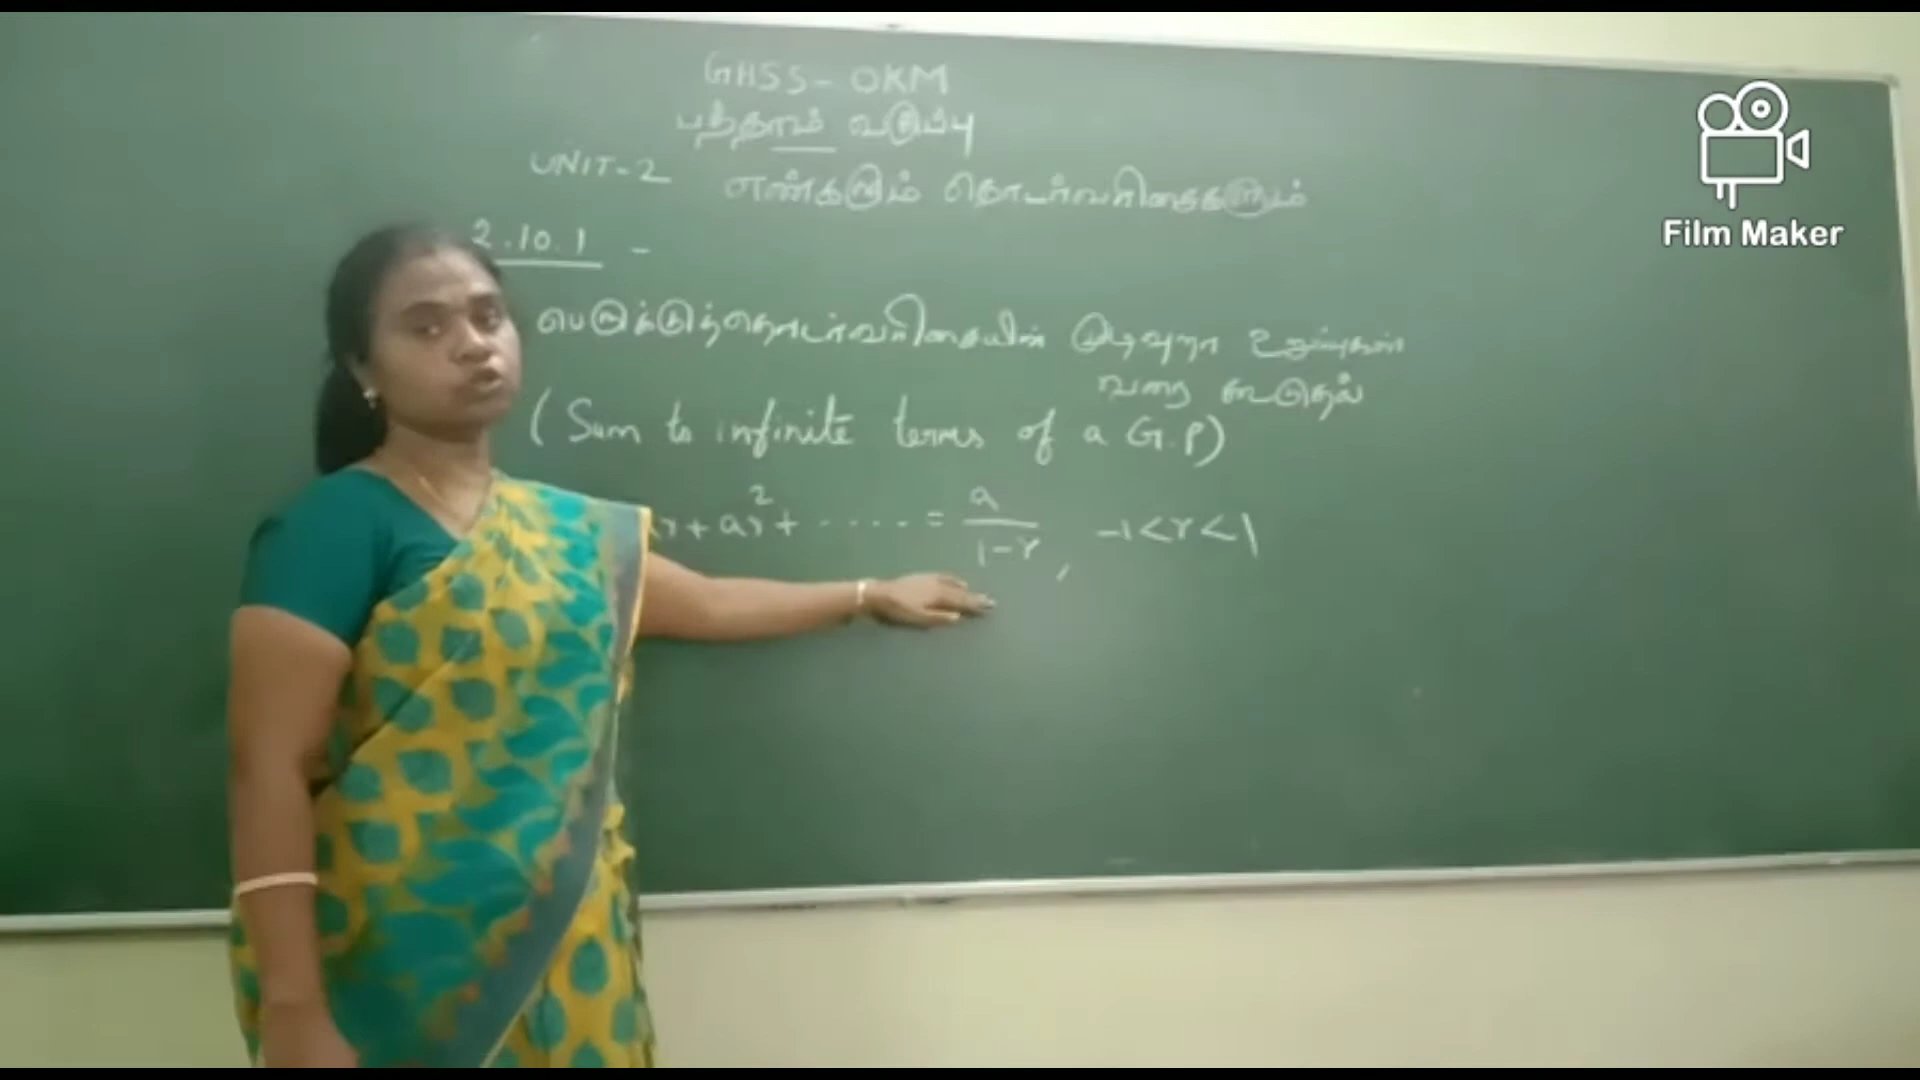 GHSS - OKM
பத்தாம் வகுப்பு
UNIT - 2 எண்களும் தொடர்வரிசைகளும்
2.10.1 -
பெருக்குத்தொடர்வரிசையின் முடிவுறா உறுப்புகள்
வரை கூடுதல்
(Sum to infinite terms of a G.P)
r + ar² + ..... = a/1-r , -1<r<1
Film Maker